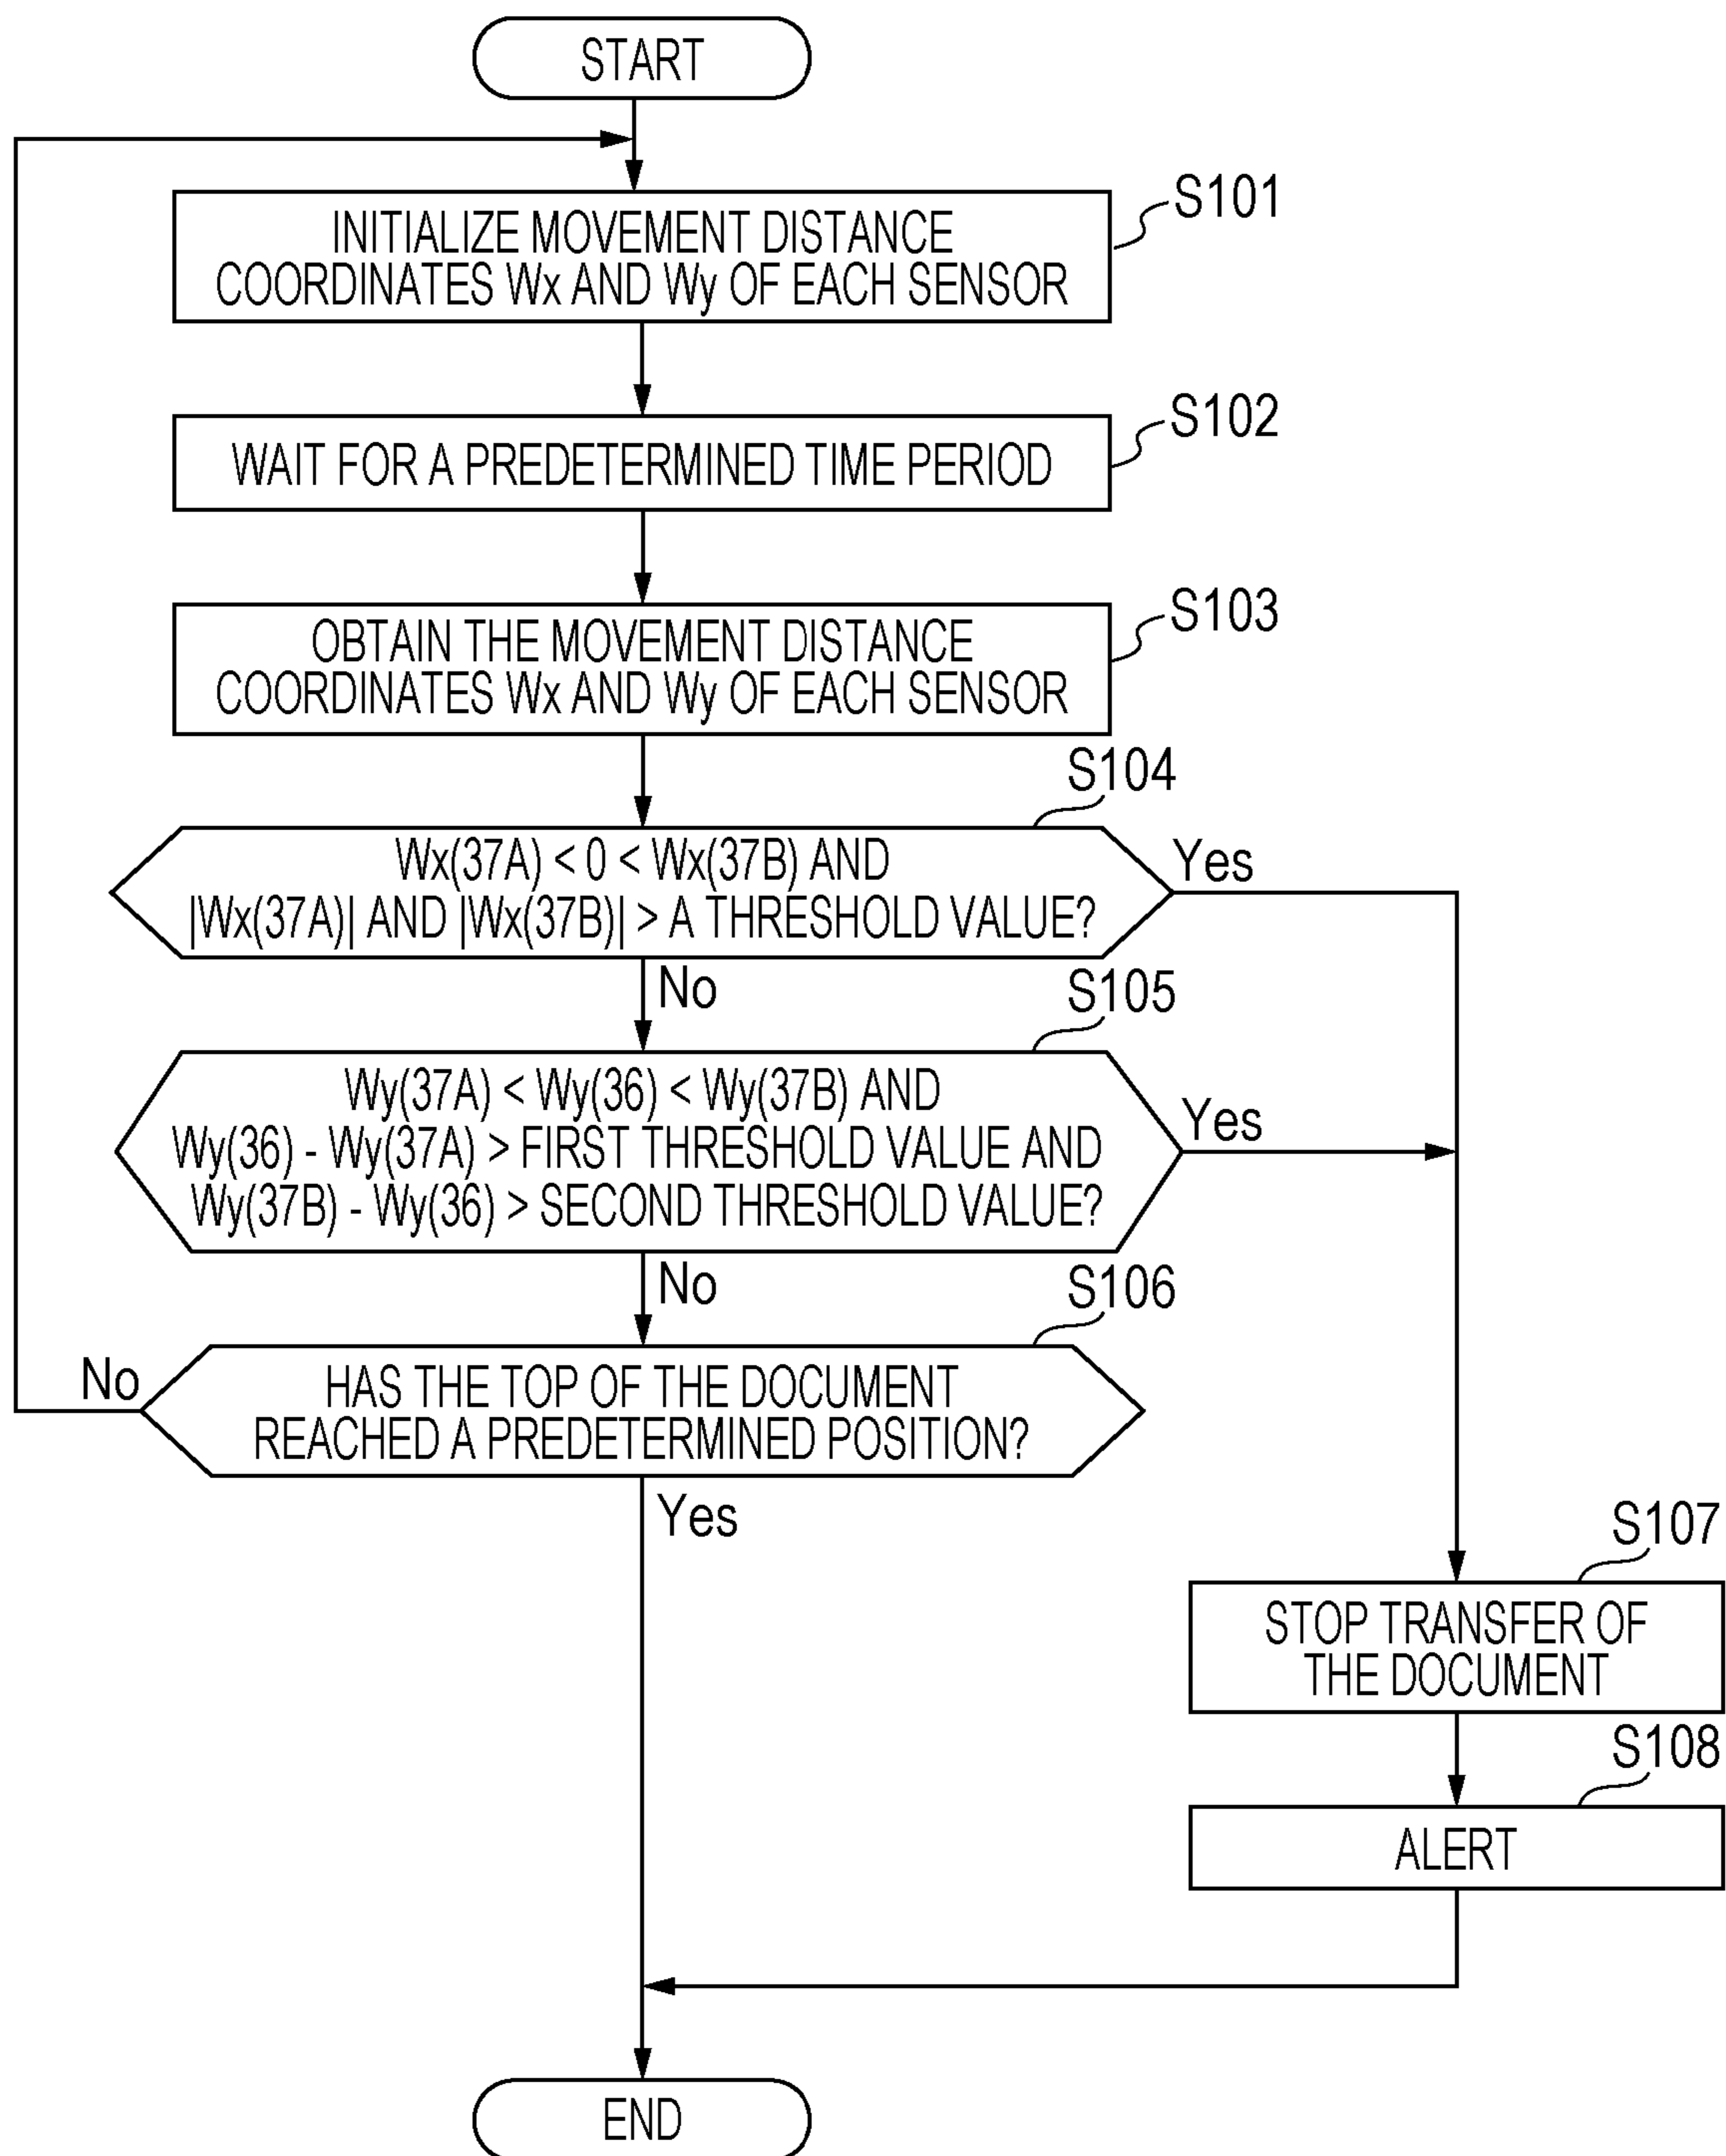 START
S101
INITIALIZE MOVEMENT DISTANCE
COORDINATES Wx AND Wy OF EACH SENSOR
S102
WAIT FOR A PREDETERMINED TIME PERIOD
S103
OBTAIN THE MOVEMENT DISTANCE
COORDINATES Wx AND Wy OF EACH SENSOR
S104
Wx(37A) < 0 < Wx(37B) AND
|Wx(37A)| AND |Wx(37B)| > A THRESHOLD VALUE?
Yes
No
S105
Wy(37A) < Wy(36) < Wy(37B) AND
Wy(36) - Wy(37A) > FIRST THRESHOLD VALUE AND
Wy(37B) - Wy(36) > SECOND THRESHOLD VALUE?
Yes
No
S106
HAS THE TOP OF THE DOCUMENT
REACHED A PREDETERMINED POSITION?
No
Yes
S107
STOP TRANSFER OF
THE DOCUMENT
S108
ALERT
END